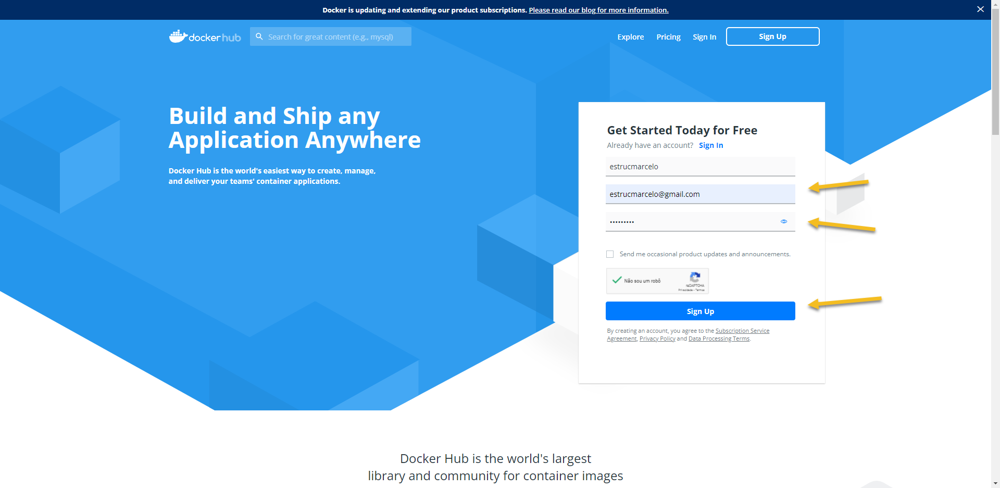 Docker is updating and extending our product subscriptions. Please read our blog for more information.
docker hub
Search for great content (e.g., mysql)
Explore Pricing Sign In Sign Up
Build and Ship any
Application Anywhere
Docker Hub is the world's easiest way to create, manage,
and deliver your teams' container applications.
Get Started Today for Free
Already have an account? Sign In
estrucmarcelo
estrucmarcelo@gmail.com
•••••••••
Send me occasional product updates and announcements.
Não sou um robô
reCAPTCHA
Privacidade - Termos
Sign Up
By creating an account, you agree to the Subscription Service
Agreement, Privacy Policy and Data Processing Terms.
Docker Hub is the world's largest
library and community for container images